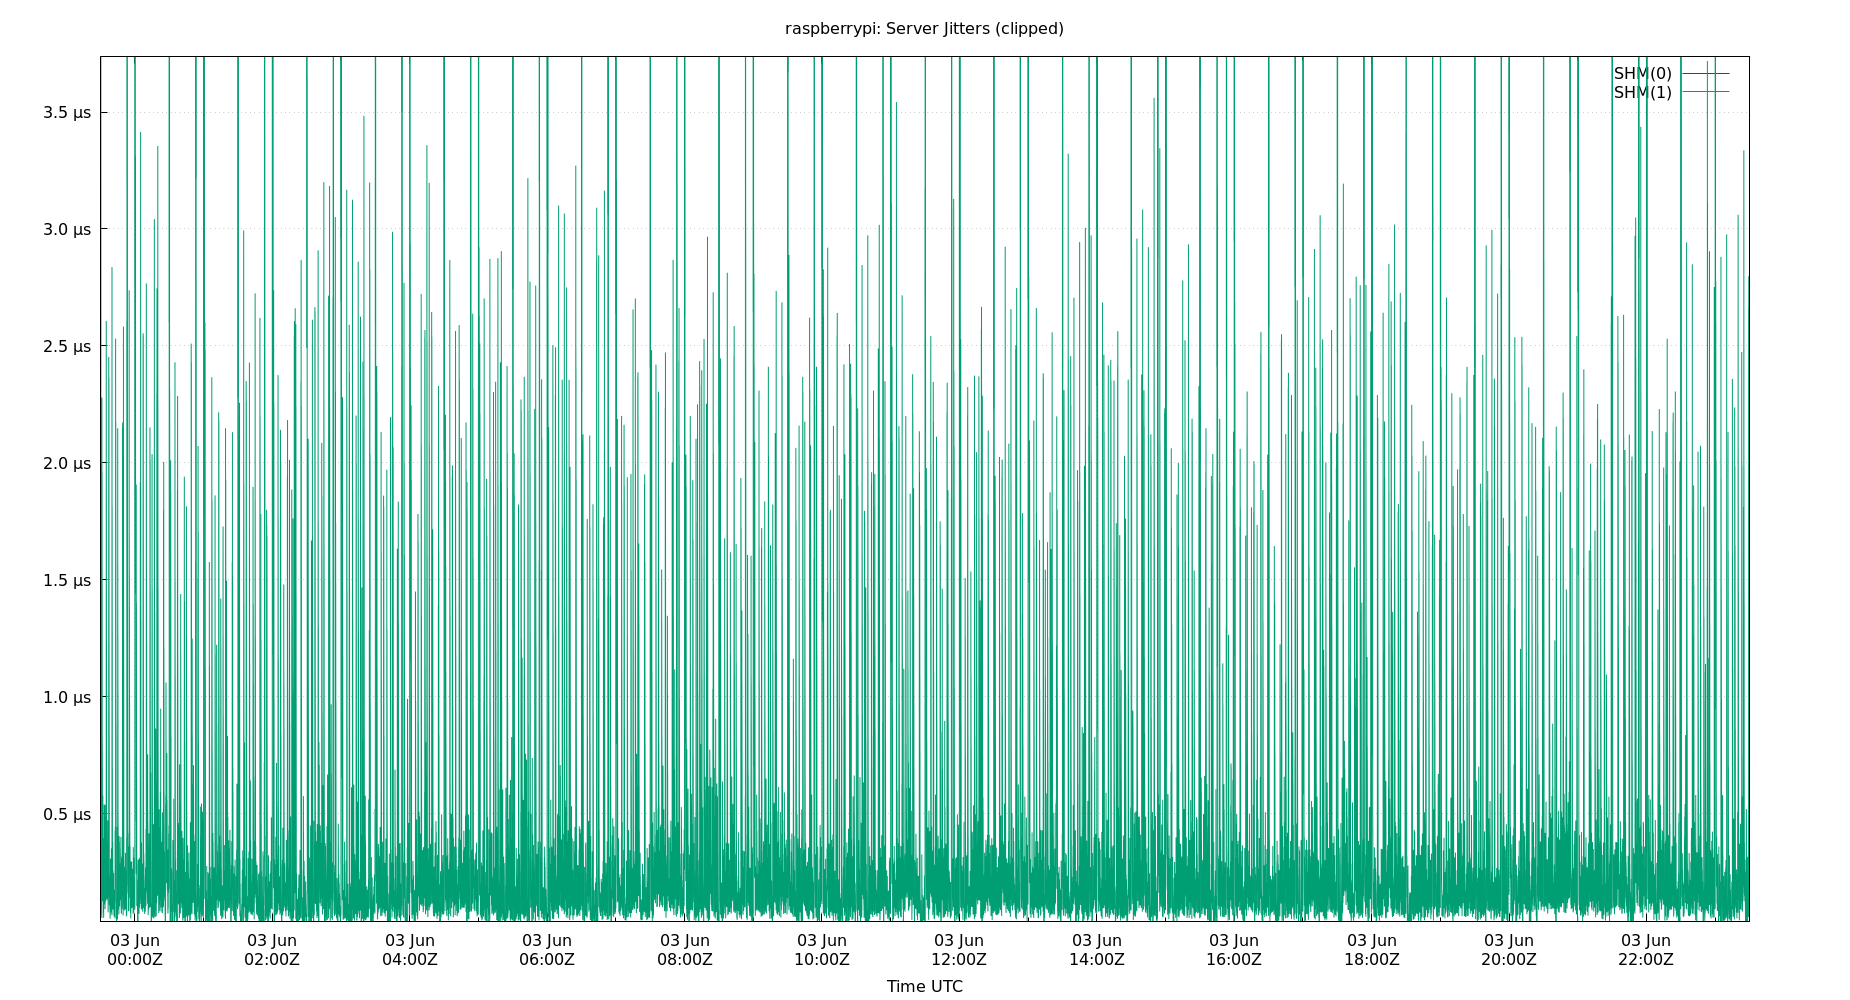 raspberrypi: Server Jitters (clipped)
SHM(0)
SHM(1)
3.5 µs
3.0 µs
2.5 µs
2.0 µs
1.5 µs
1.0 µs
0.5 µs
03 Jun 03 Jun 03 Jun 03 Jun 03 Jun 03 Jun 03 Jun 03 Jun 03 Jun 03 Jun 03 Jun 03 Jun
00:00Z 02:00Z 04:00Z 06:00Z 08:00Z 10:00Z 12:00Z 14:00Z 16:00Z 18:00Z 20:00Z 22:00Z
Time UTC